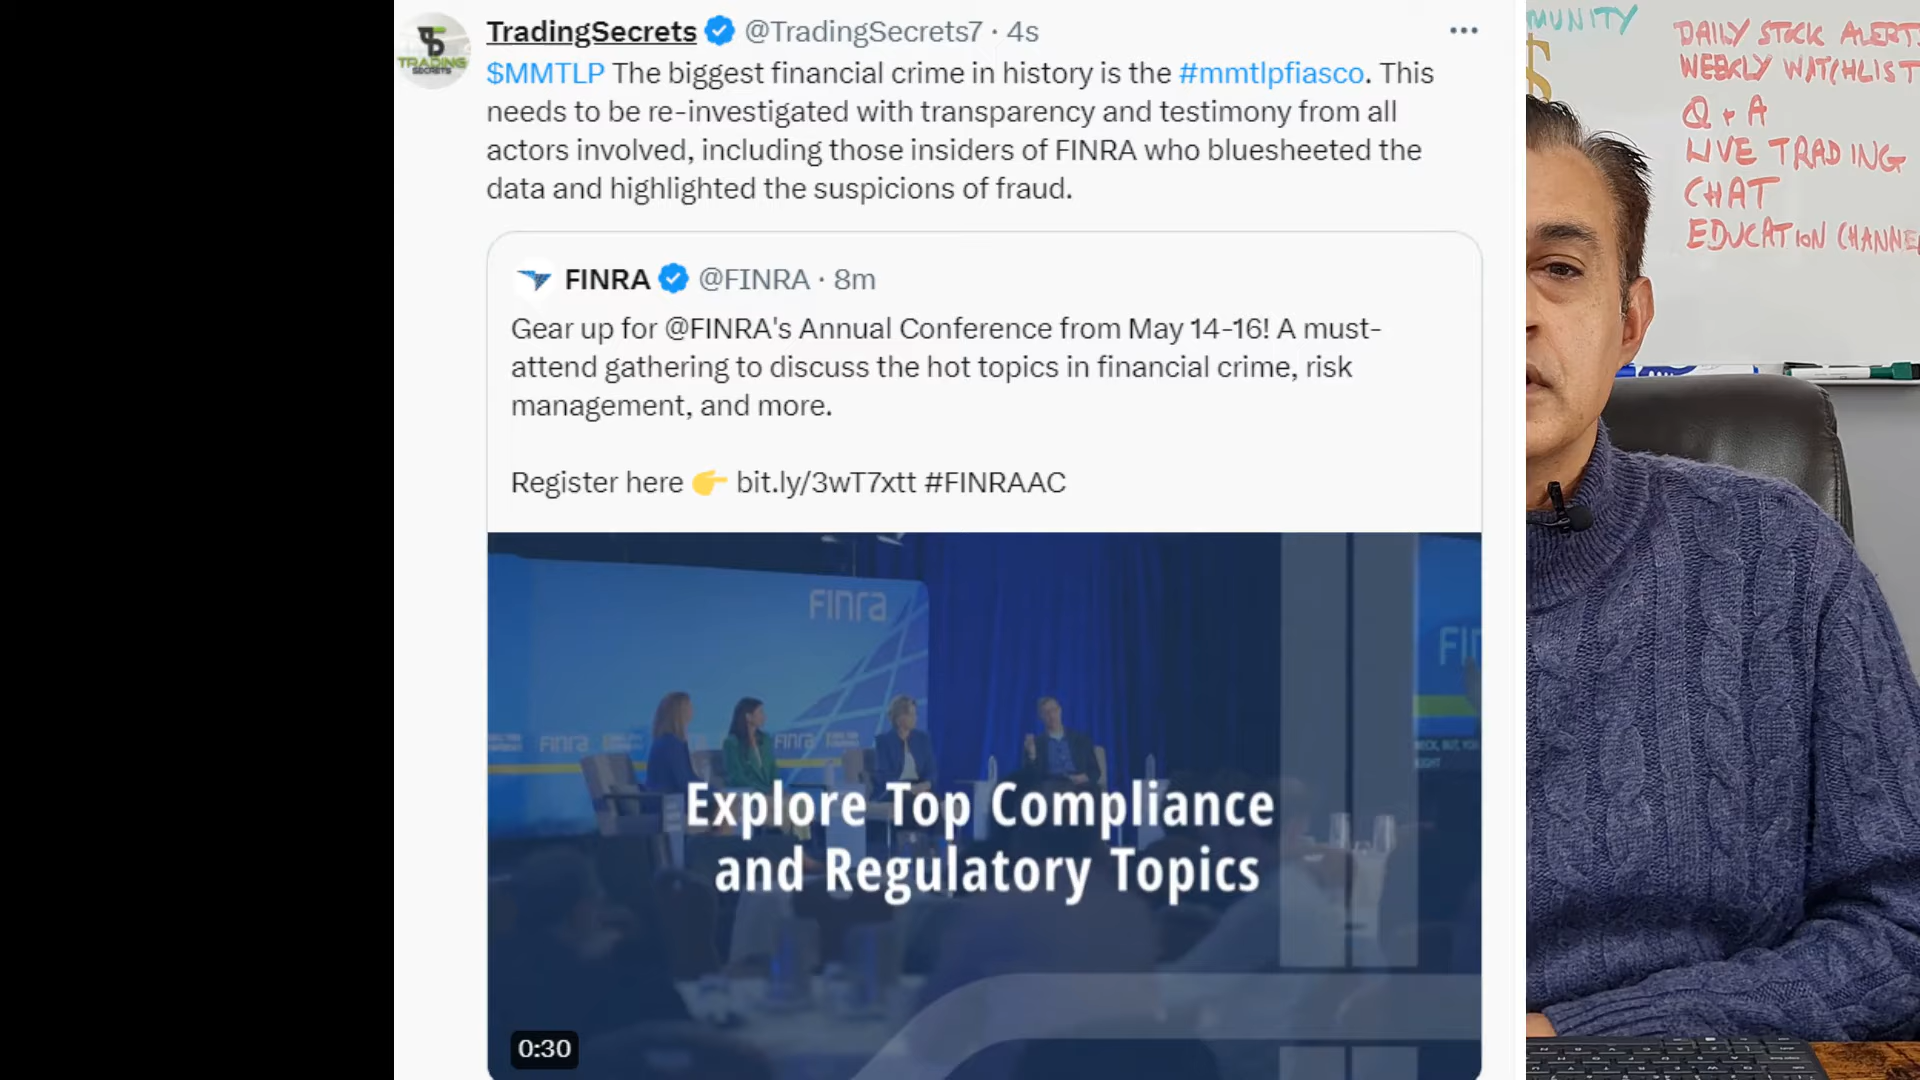 TradingSecrets @TradingSecrets7 · 4s
$MMTLP The biggest financial crime in history is the #mmtlpfiasco. This
needs to be re-investigated with transparency and testimony from all
actors involved, including those insiders of FINRA who bluesheeted the
data and highlighted the suspicions of fraud.
TRADING
SECRETS
FINRA @FINRA · 8m
Gear up for @FINRA's Annual Conference from May 14-16! A must-
attend gathering to discuss the hot topics in financial crime, risk
management, and more.
Register here 👉 bit.ly/3wT7xtt #FINRAAC
FINra
FINra
FINra
Explore Top Compliance
and Regulatory Topics
0:30
MUNITY
$
DAILY STOCK ALERTS
WEEKLY WATCHLIST
Q + A
LIVE TRADING
CHAT
EDUCATION CHANNE